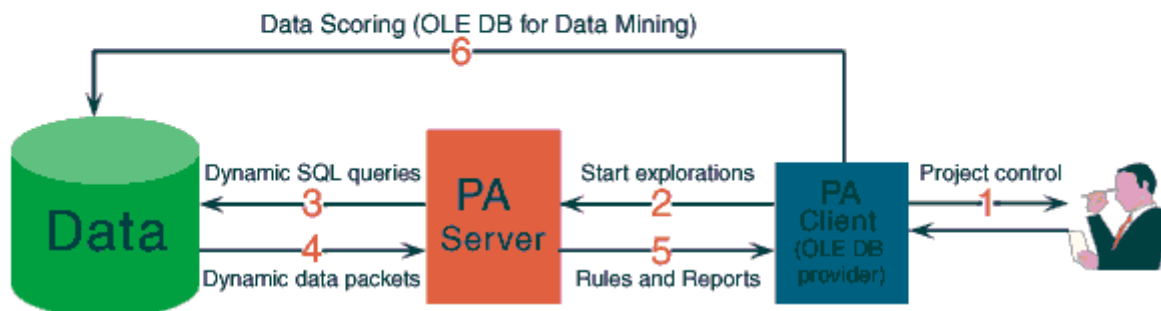 Data Scoring (OLE DB for Data Mining)
6
Dynamic SQL queries
3
Data
4
Dynamic data packets
PA
Server
Start explorations
2
5
Rules and Reports
PA
Client
(OLE DB
provider)
Project control
1